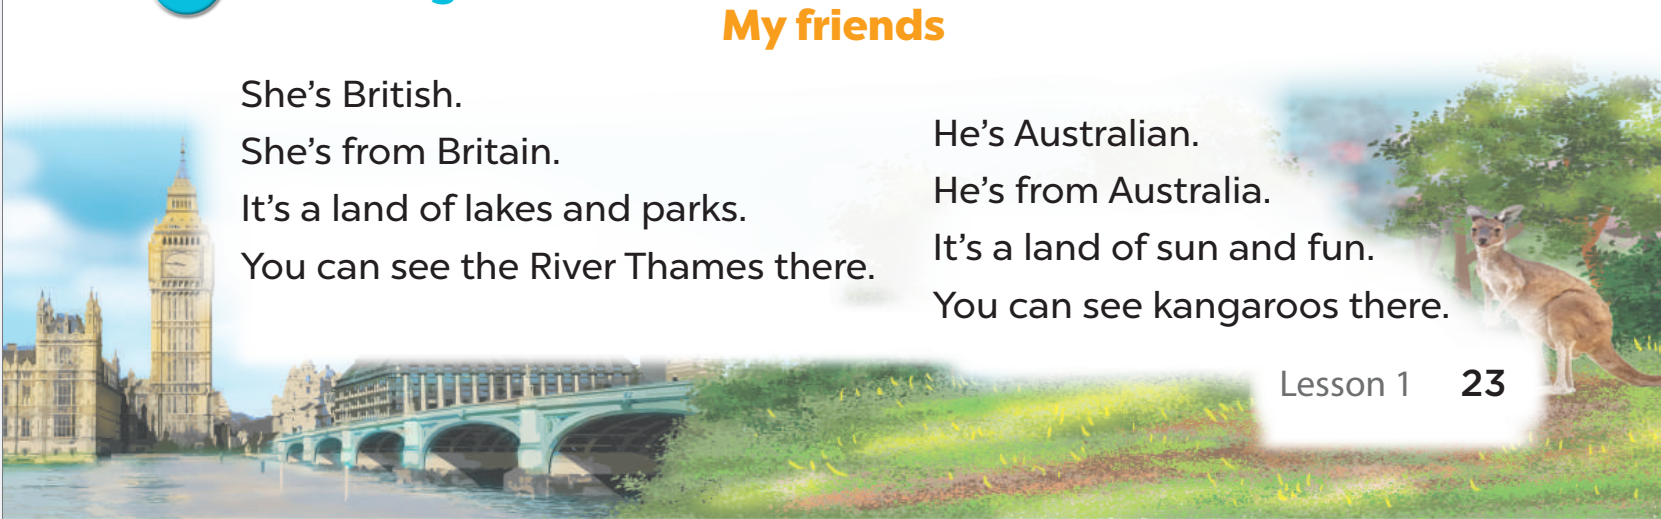 My friends
She's British.
She's from Britain.
It's a land of lakes and parks.
You can see the River Thames there.
He's Australian.
He's from Australia.
It's a land of sun and fun.
You can see kangaroos there.
Lesson 1 23